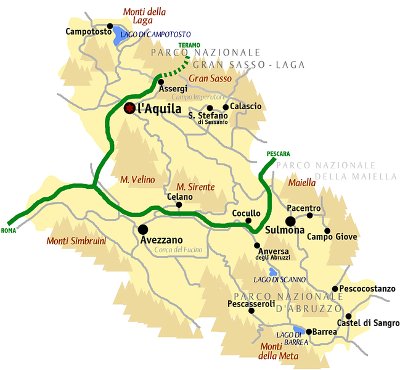 Monti della
Laga
Campotosto
LAGO DI CAMPOTOSTO
TERAMO
PARCO NAZIONALE
GRAN SASSO - LAGA
Gran Sasso
Assergi
Campo Imperatore
l'Aquila
Calascio
S. Stefano
di Sessanio
PESCARA
PARCO NAZIONALE
DELLA MAIELLA
M. Velino
M. Sirente
Maiella
Celano
Cocullo
Pacentro
ROMA
Sulmona
Campo Giove
Monti Simbruini
Avezzano
Conca del Fucino
Anversa
degli Abruzzi
LAGO DI SCANNO
Pescocostanzo
PARCO NAZIONALE
D'ABRUZZO
Pescasseroli
Castel di Sangro
LAGO DI
BARREA
Barrea
Monti
della Meta